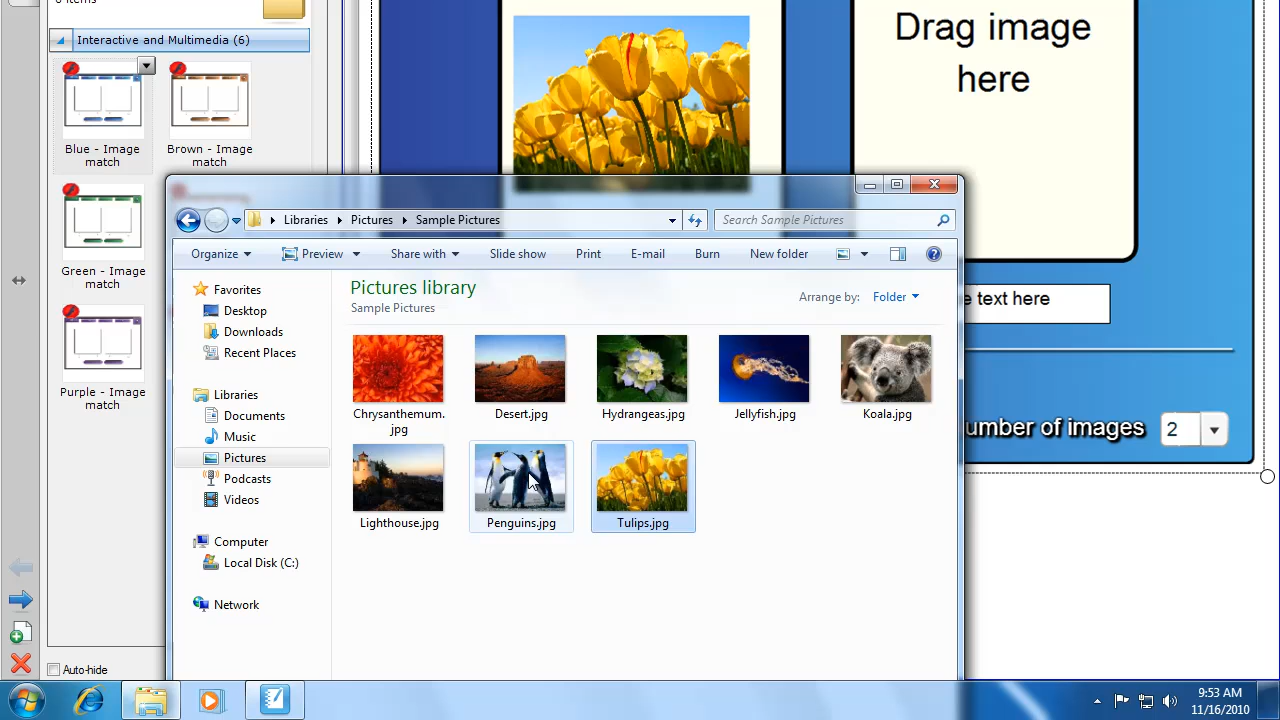 6 items
Interactive and Multimedia (6)
Blue - Image
match
Brown - Image
match
Green - Image
match
Purple - Image
match
Auto-hide
Drag image
here
e text here
umber of images
2
Libraries
Pictures
Sample Pictures
Search Sample Pictures
Organize
Preview
Share with
Slide show
Print
E-mail
Burn
New folder
Favorites
Desktop
Downloads
Recent Places
Libraries
Documents
Music
Pictures
Podcasts
Videos
Computer
Local Disk (C:)
Network
Pictures library
Sample Pictures
Arrange by:
Folder
Chrysanthemum.
jpg
Desert.jpg
Hydrangeas.jpg
Jellyfish.jpg
Koala.jpg
Lighthouse.jpg
Penguins.jpg
Tulips.jpg
9:53 AM
11/16/2010